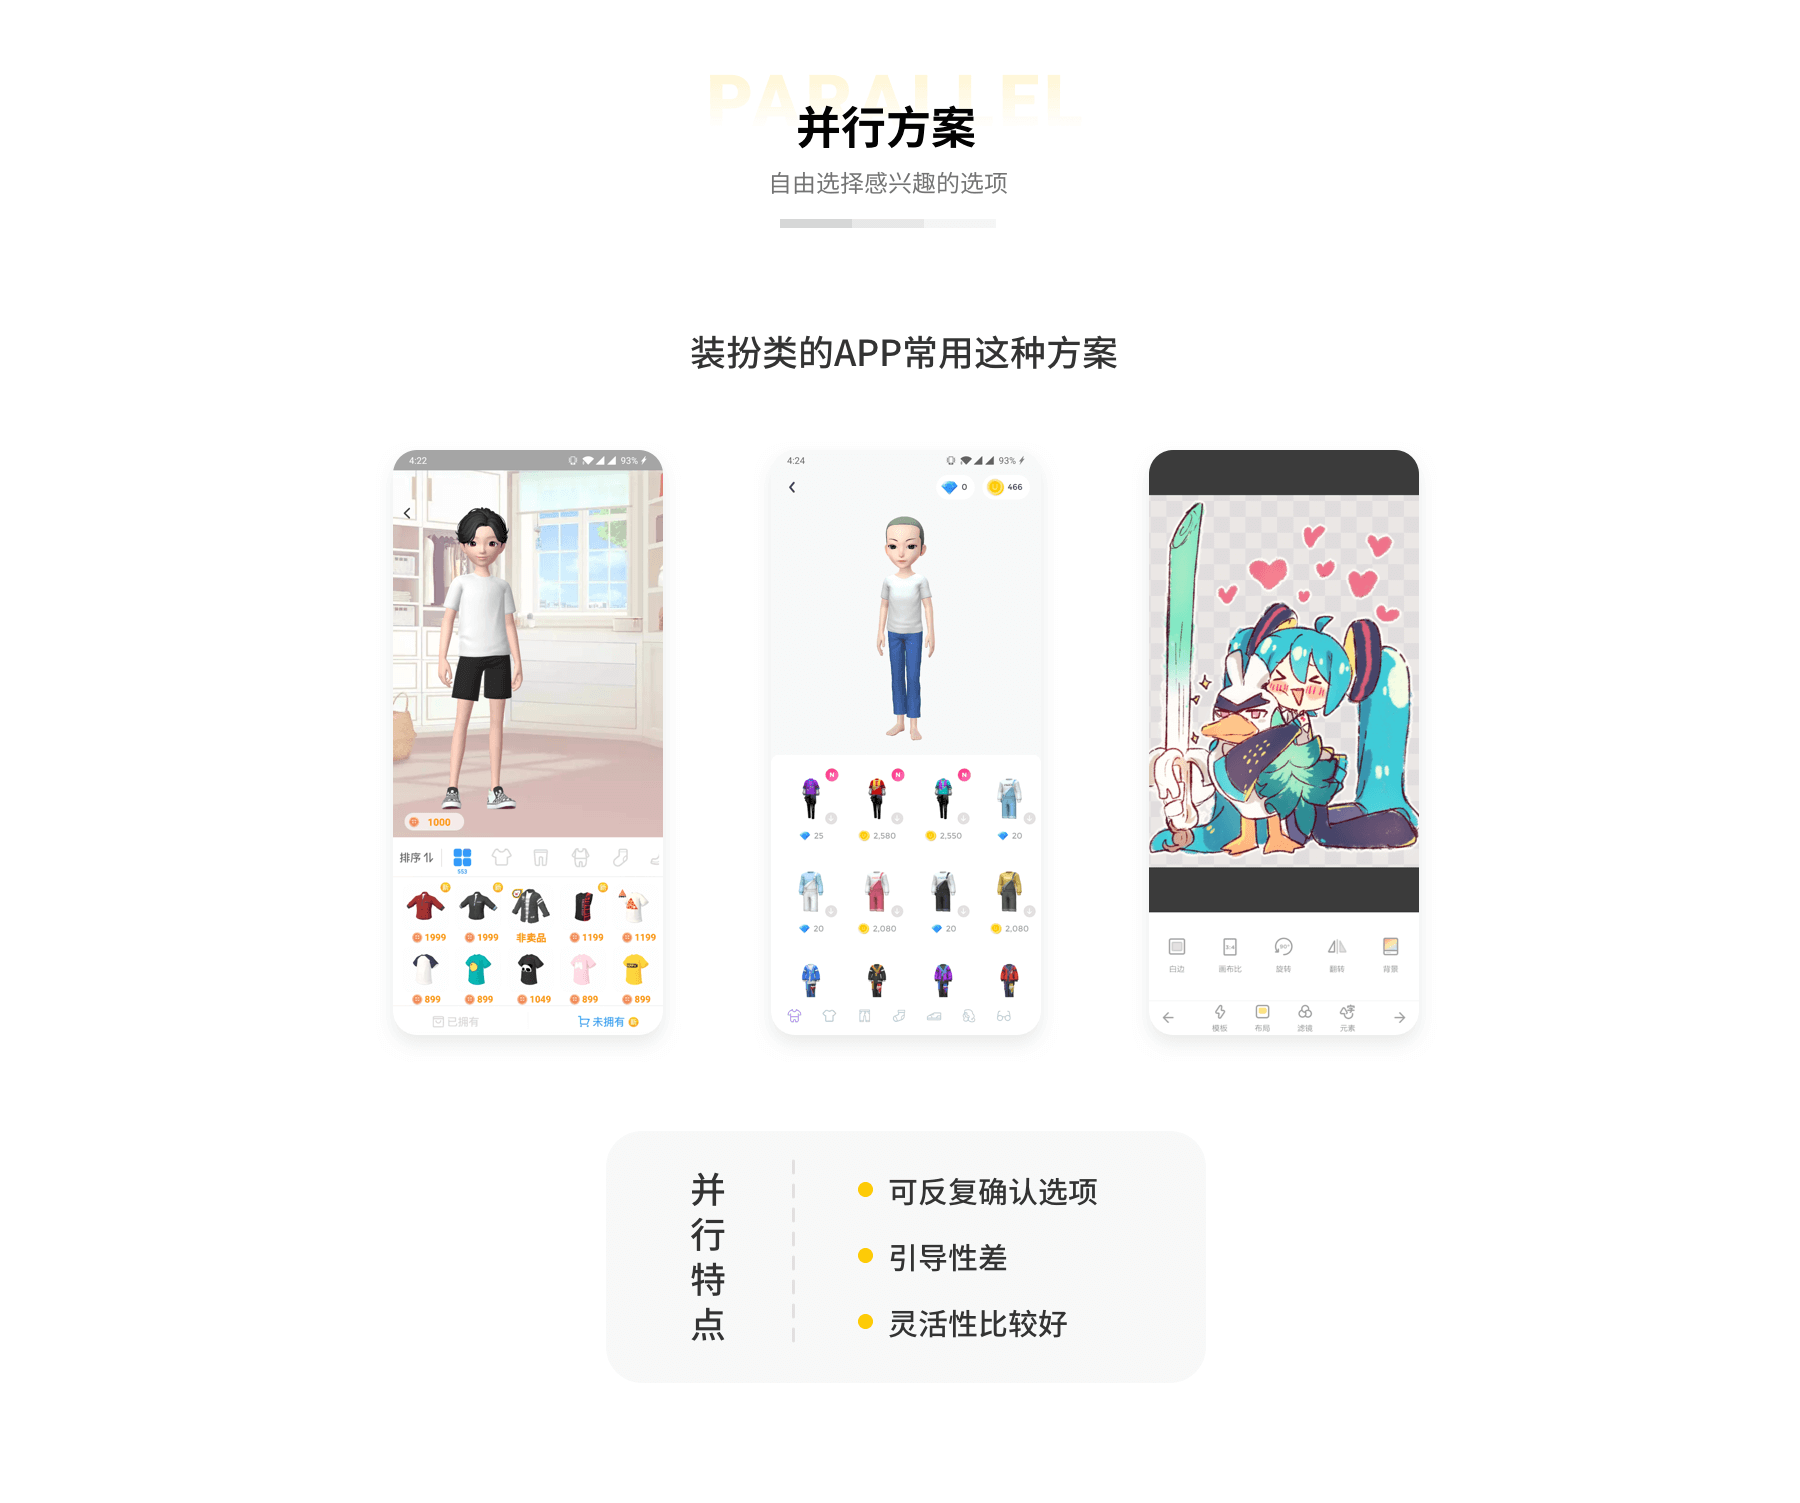 PARALLEL
并行方案
自由选择感兴趣的选项
装扮类的APP常用这种方案
4:22
93%
1000
排序
553
1999
1999
非卖品
1199
1199
899
899
1049
899
899
已拥有
未拥有
4:24
93%
0
466
N
N
N
25
2,580
2,550
20
20
2,080
20
2,080
3:4
90°
白边
画布比
旋转
翻转
背景
模板
布局
滤镜
元素
并行特点
可反复确认选项
引导性差
灵活性比较好